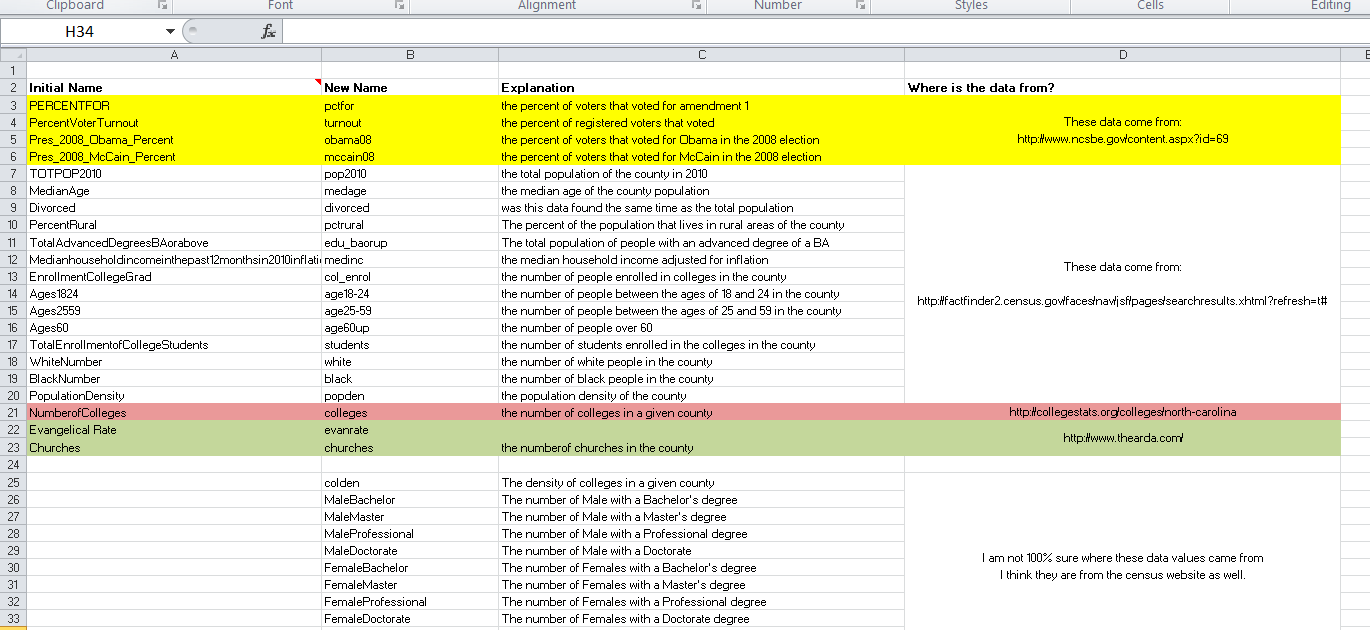 Clipboard Font Alignment Number Styles Cells Editing
H34 fx
A B C D E
1
2 Initial Name New Name Explanation Where is the data from?
3 PERCENTFOR pctfor the percent of voters that voted for amendment 1
4 PercentVoterTurnout turnout the percent of registered voters that voted These data come from:
5 Pres_2008_Obama_Percent obama08 the percent of voters that voted for Obama in the 2008 election http://www.ncsbe.gov/content.aspx?id=69
6 Pres_2008_McCain_Percent mccain08 the percent of voters that voted for McCain in the 2008 election
7 TOTPOP2010 pop2010 the total population of the county in 2010
8 MedianAge medage the median age of the county population
9 Divorced divorced was this data found the same time as the total population
10 PercentRural pctrural The percent of the population that lives in rural areas of the county
11 TotalAdvancedDegreesBAorabove edu_baorup The total population of people with an advanced degree of a BA
12 Medianhouseholdincomeinthepast12monthsin2010inflati medinc the median household income adjusted for inflation These data come from:
13 EnrollmentCollegeGrad col_enrol the number of people enrolled in colleges in the county
14 Ages1824 age18-24 the number of people between the ages of 18 and 24 in the county http://factfinder2.census.gov/faces/nav/jsf/pages/searchresults.xhtml?refresh=t#
15 Ages2559 age25-59 the number of people between the ages of 25 and 59 in the county
16 Ages60 age60up the number of people over 60
17 TotalEnrollmentofCollegeStudents students the number of students enrolled in the colleges in the county
18 WhiteNumber white the number of white people in the county
19 BlackNumber black the number of black people in the county
20 PopulationDensity popden the population density of the county
21 NumberofColleges colleges the number of colleges in a given county http://collegestats.org/colleges/north-carolina
22 Evangelical Rate evanrate http://www.thearda.com/
23 Churches churches the numberof churches in the county
24
25 colden The density of colleges in a given county
26 MaleBachelor The number of Male with a Bachelor's degree
27 MaleMaster The number of Male with a Master's degree
28 MaleProfessional The number of Male with a Professional degree
29 MaleDoctorate The number of Male with a Doctorate I am not 100% sure where these data values came from
30 FemaleBachelor The number of Females with a Bachelor's degree I think they are from the census website as well.
31 FemaleMaster The number of Females with a Master's degree
32 FemaleProfessional The number of Females with a Professional degree
33 FemaleDoctorate The number of Females with a Doctorate degree